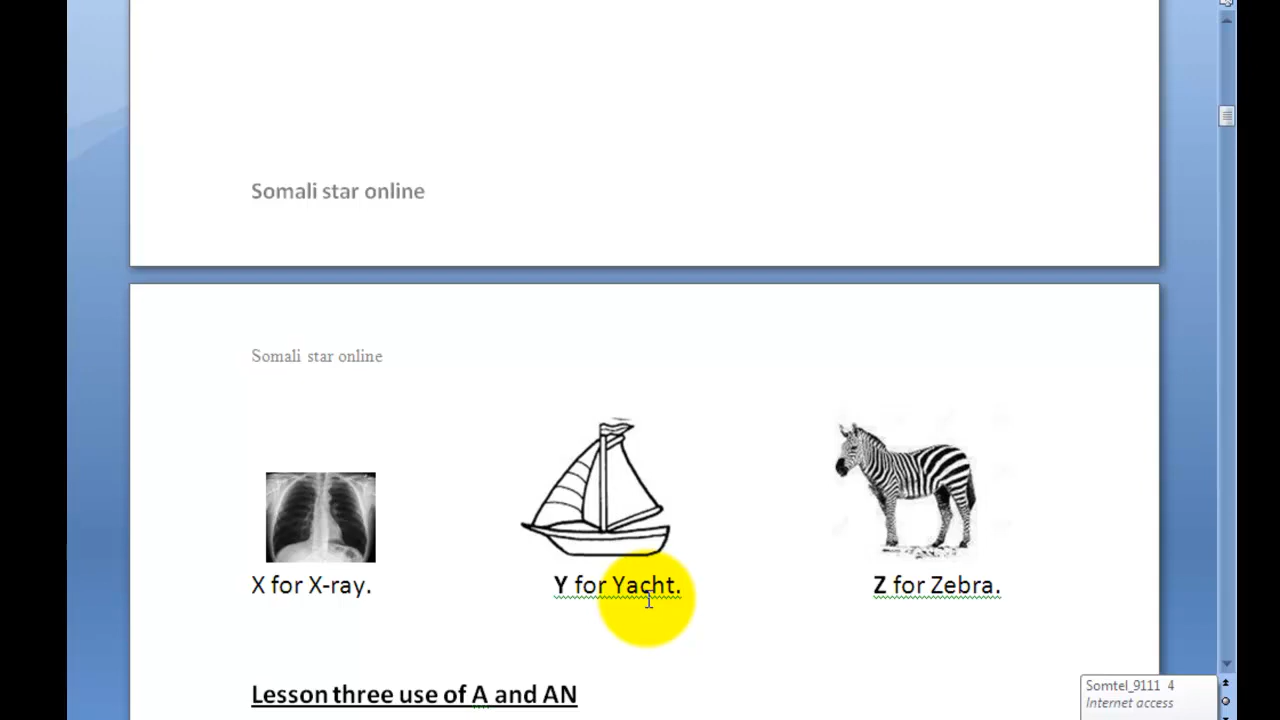 Somali star online
Somali star online
X for X-ray.
Y for Yacht.
Z for Zebra.
Lesson three use of A and AN
Somtel_9111 4
Internet access